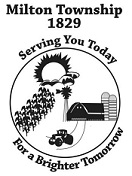 Milton Township
1829
Serving You Today
For a Brighter Tomorrow